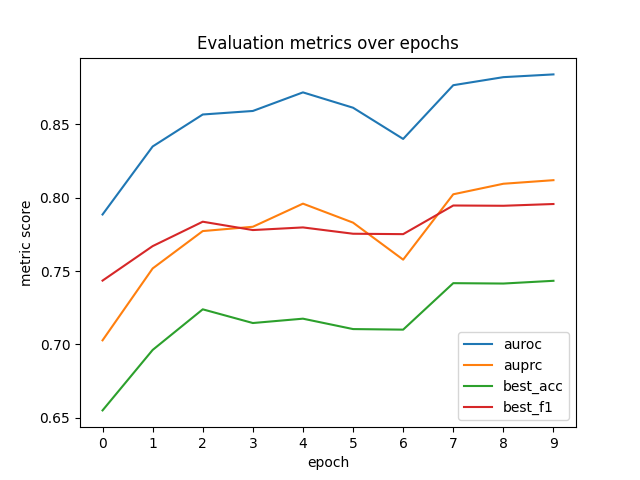 Evaluation metrics over epochs
metric score
0.85
0.80
0.75
0.70
0.65
auroc
auprc
best_acc
best_f1
0 1 2 3 4 5 6 7 8 9
epoch